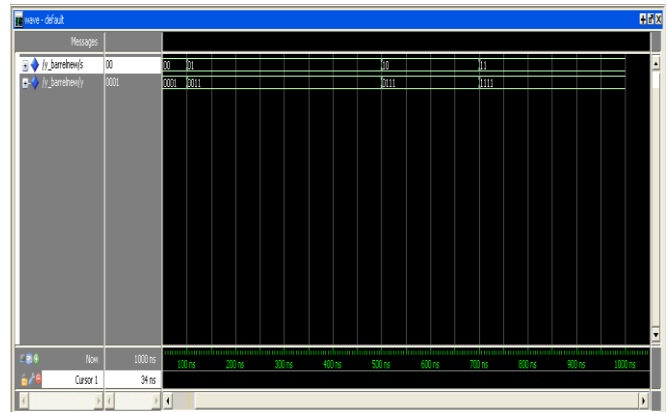 wave - default
Messages
/y_barrelnew/s 00 00 01 10 11
/y_barrelnew/y 0001 0001 0011 0111 1111
Now 1000 ns 100 ns 200 ns 300 ns 400 ns 500 ns 600 ns 700 ns 800 ns 900 ns 1000 ns
Cursor 1 34 ns